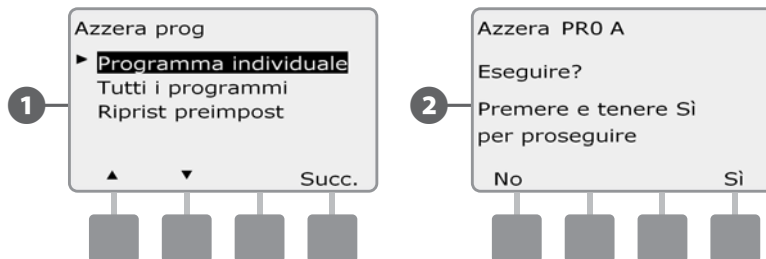 1
Azzera prog
Programma individuale
Tutti i programmi
Riprist preimpost
Succ.
2
Azzera PR0 A
Eseguire?
Premere e tenere Sì
per proseguire
No Sì